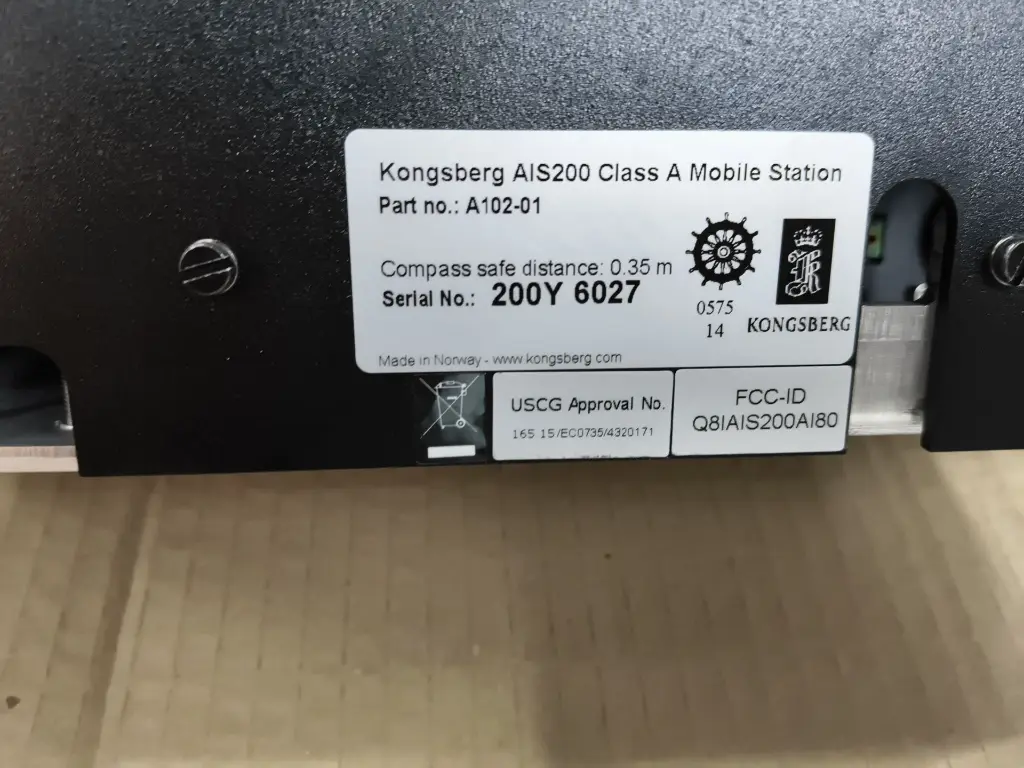 Kongsberg AIS200 Class A Mobile Station
Part no.: A102-01
Compass safe distance: 0.35 m
Serial No.: 200Y 6027
0575
14
KONGSBERG
Made in Norway - www.kongsberg.com
USCG Approval No.
165 15/EC0735/4320171
FCC-ID
Q8IAIS200AI80